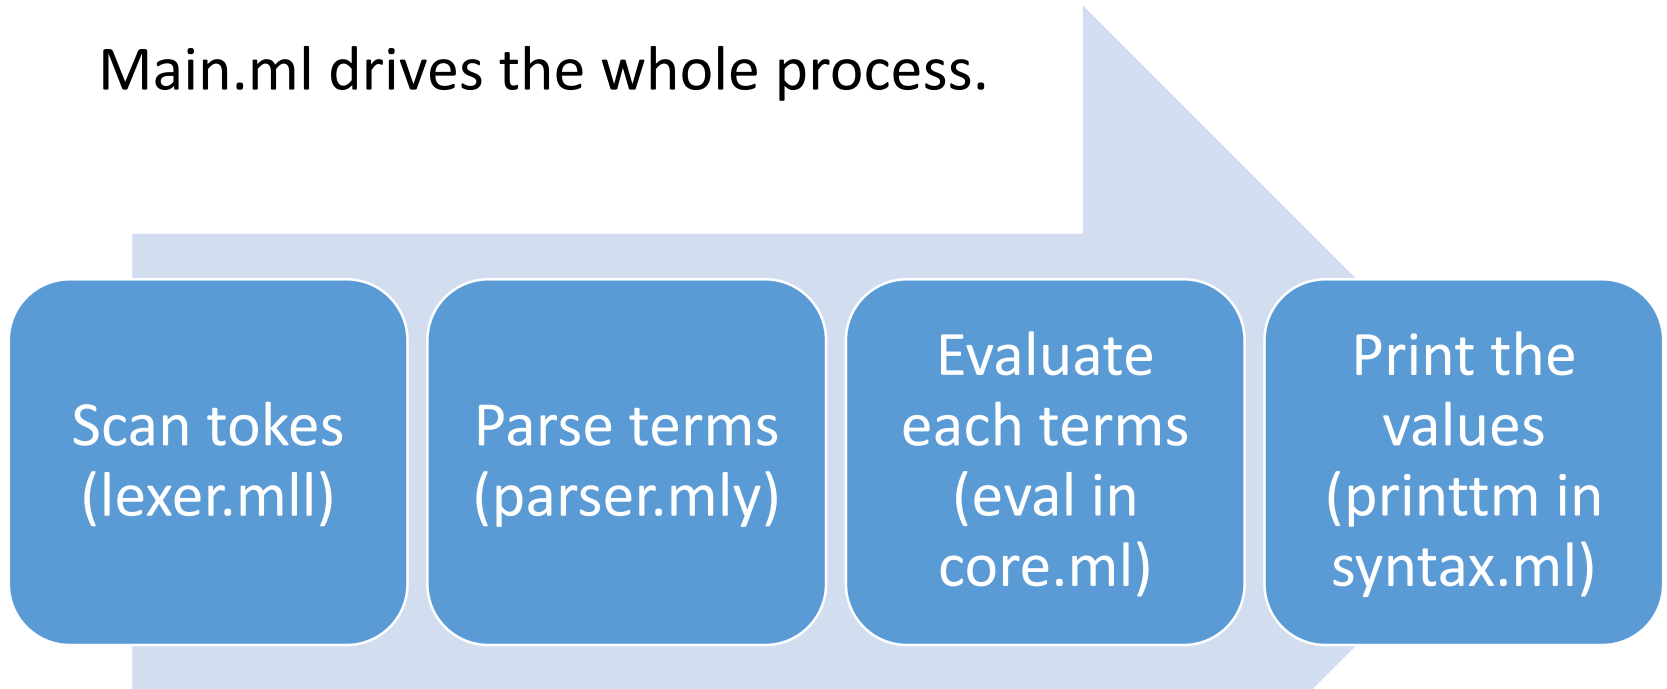 Main.ml drives the whole process.
Scan tokes
(lexer.mll)
Parse terms
(parser.mly)
Evaluate
each terms
(eval in
core.ml)
Print the
values
(printtm in
syntax.ml)